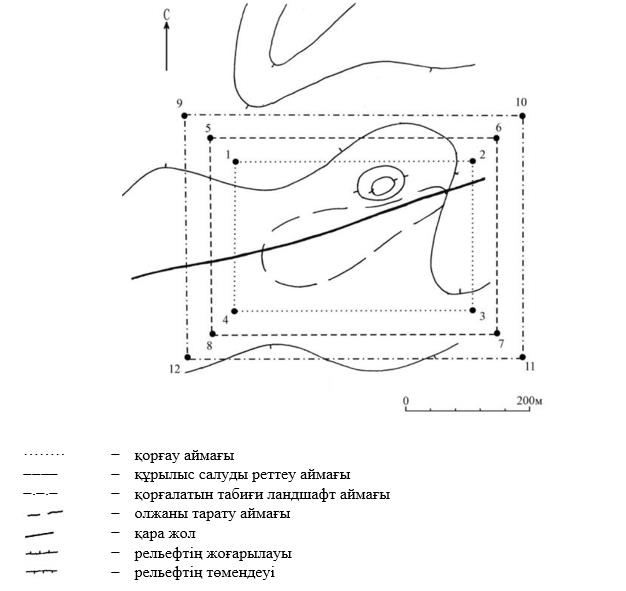 С
9 10
5 6
1 2
4 3
8 7
12 11
0 200м
– қорғау аймағы
– құрылыс салуды реттеу аймағы
– қорғалатын табиғи ландшафт аймағы
– олжаны тарату аймағы
– қара жол
– рельефтің жоғарылауы
– рельефтің төмендеуі